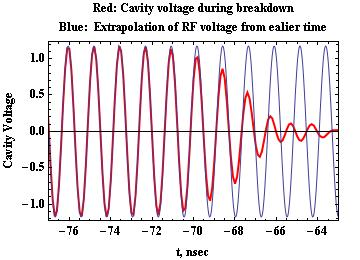 Red: Cavity voltage during breakdown
Blue: Extrapolation of RF voltage from ealier time
Cavity Voltage
1.0
0.5
0.0
−0.5
−1.0
−76 −74 −72 −70 −68 −66 −64
t, nsec